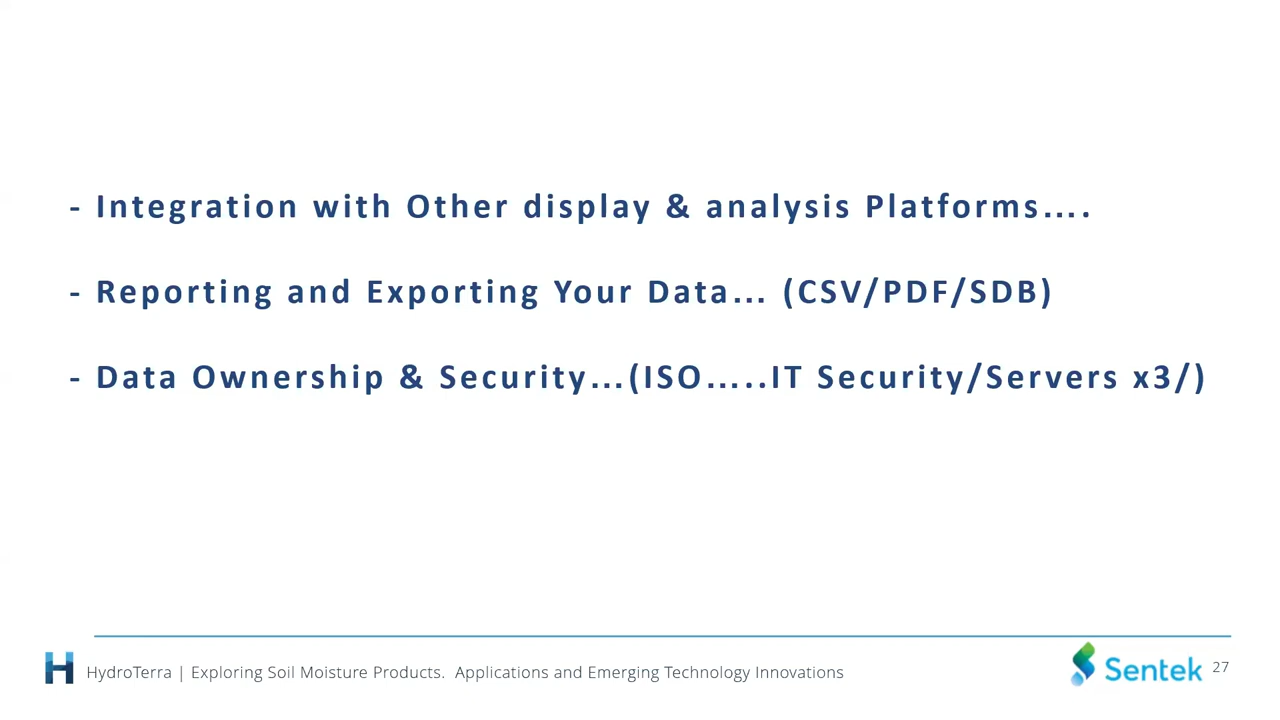 - Integration with Other display & analysis Platforms....
- Reporting and Exporting Your Data... (CSV/PDF/SDB)
- Data Ownership & Security...(ISO.....IT Security/Servers x3/)
H HydroTerra | Exploring Soil Moisture Products. Applications and Emerging Technology Innovations
Sentek 27